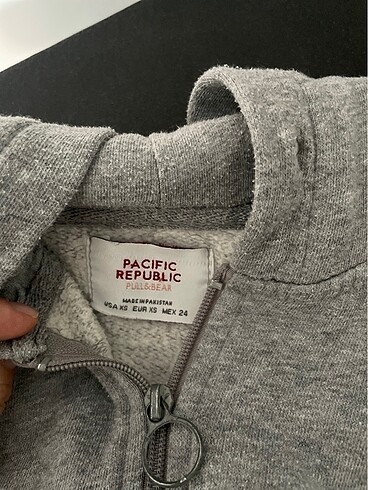 PACIFIC
REPUBLIC
PULL&BEAR
MADE IN PAKISTAN
USA XS EUR XS MEX 24